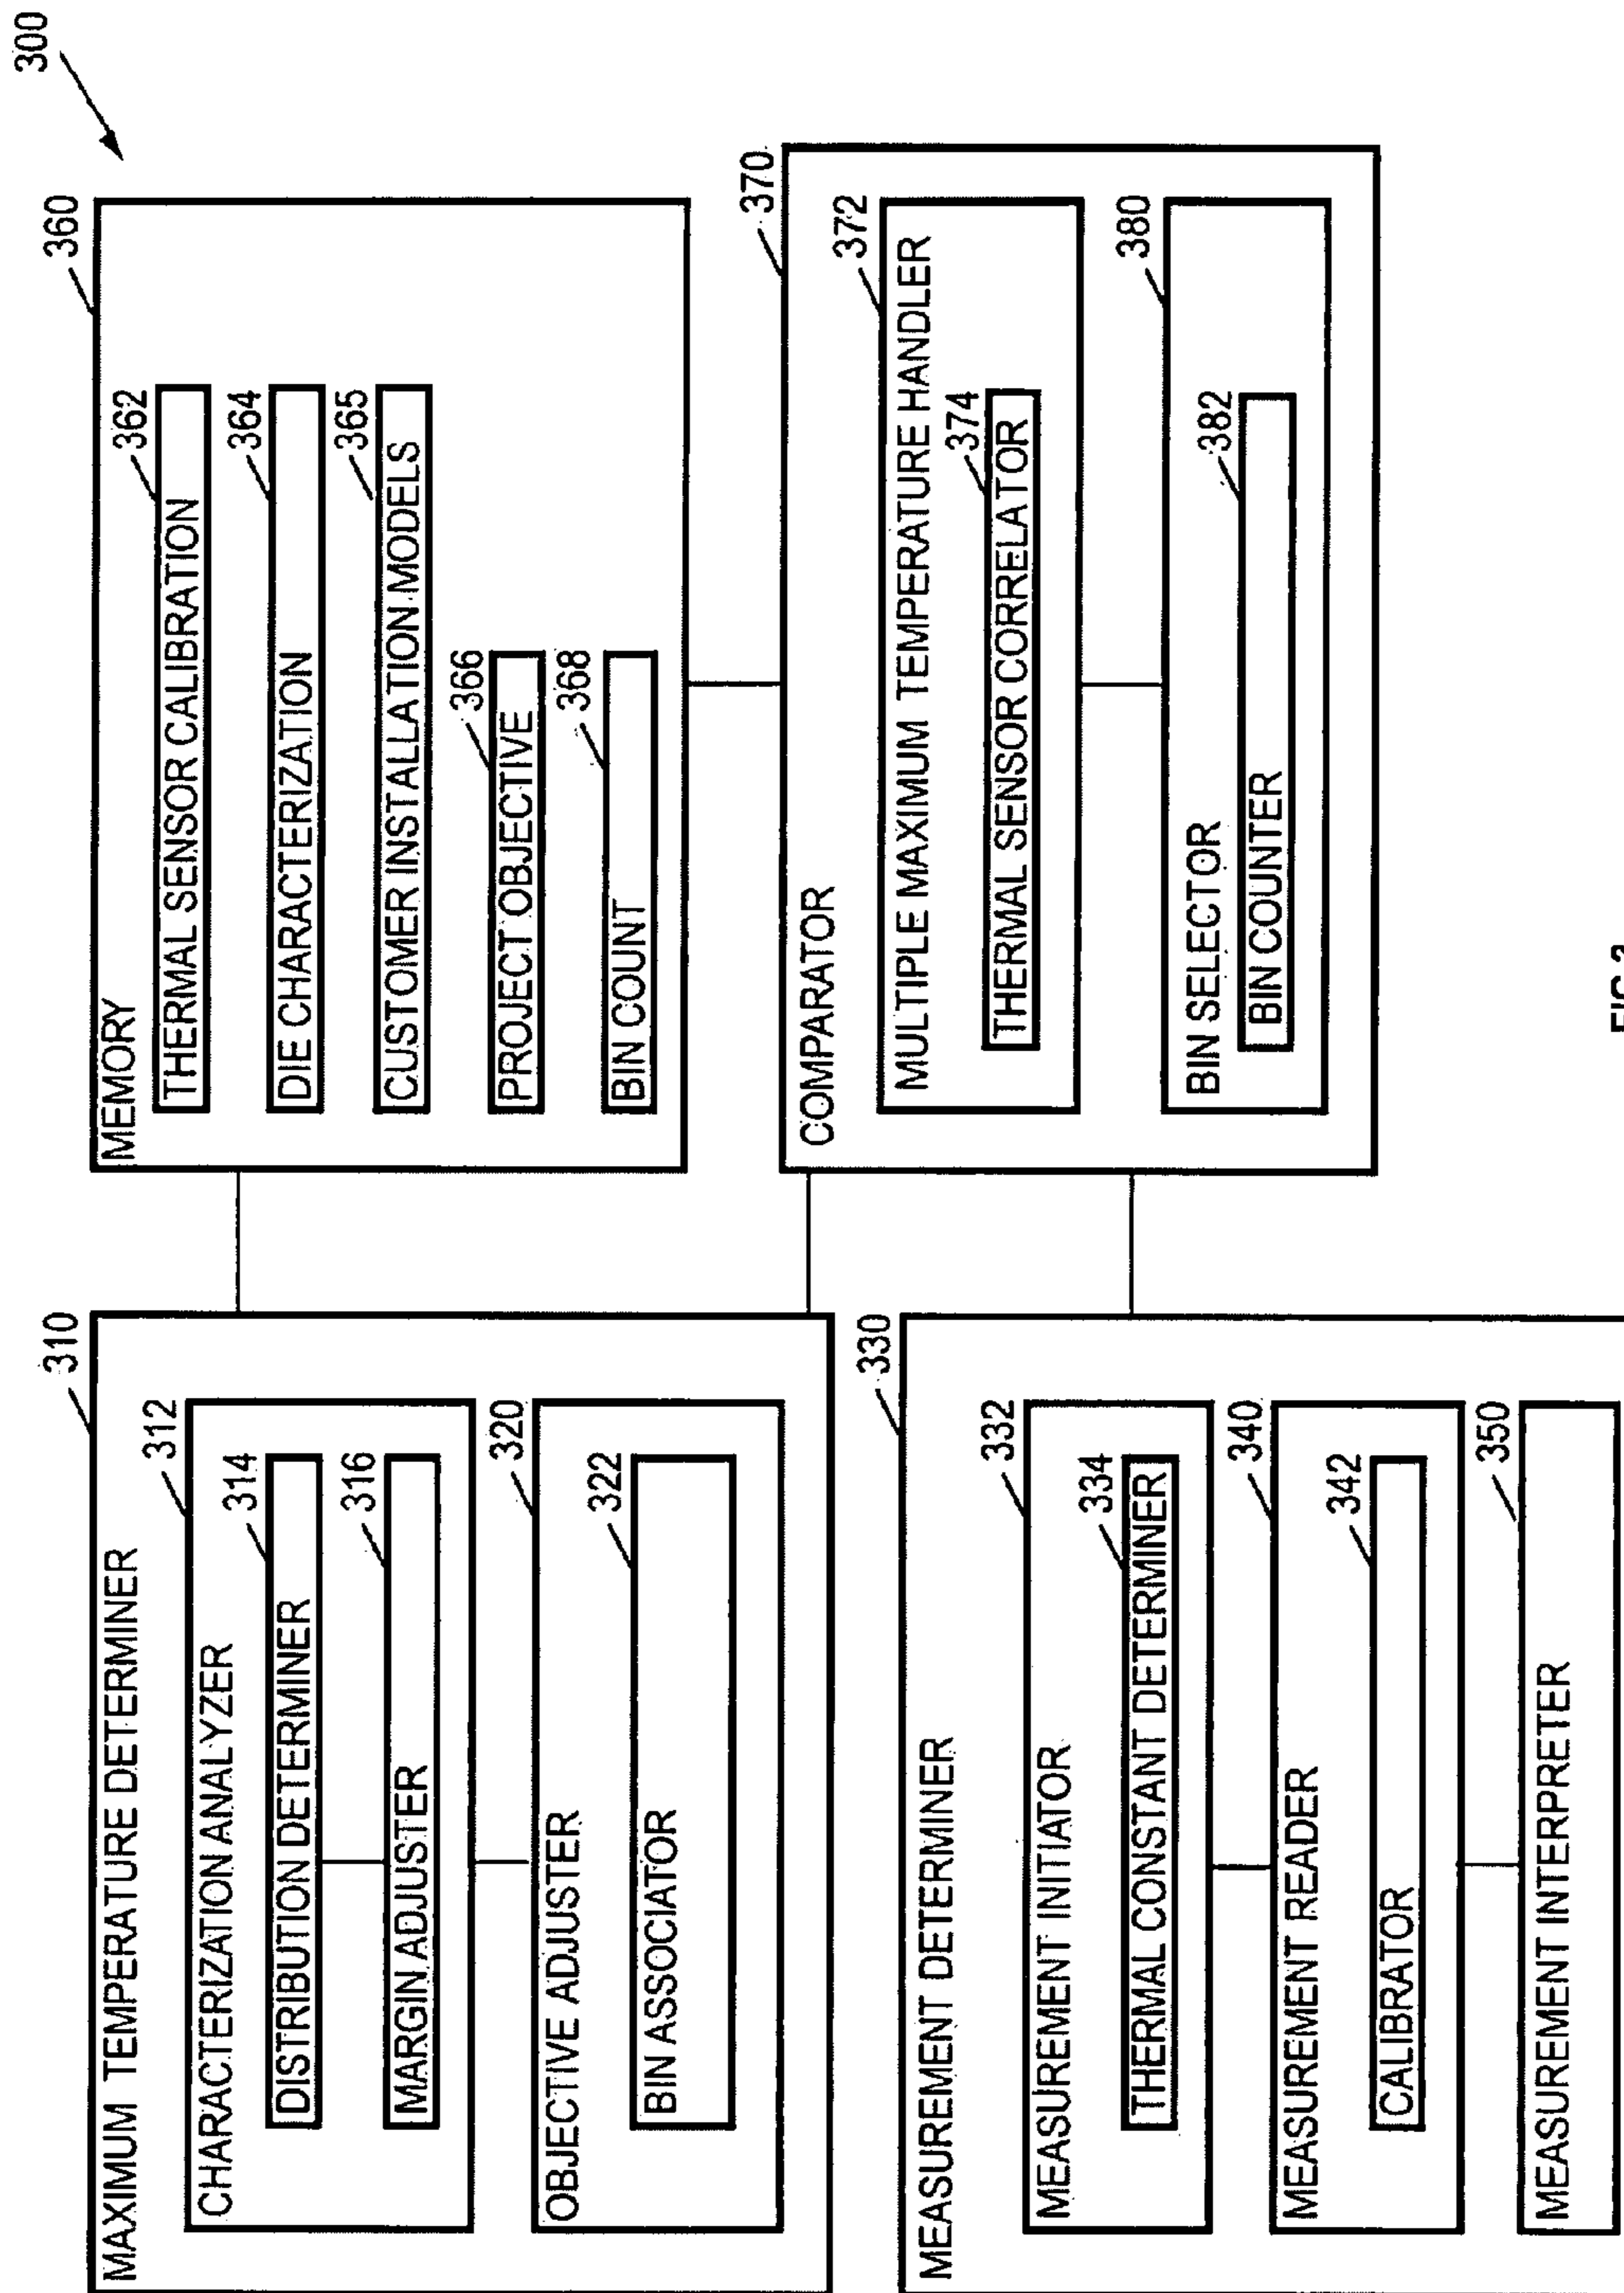 300
310
MAXIMUM TEMPERATURE DETERMINER
312
CHARACTERIZATION ANALYZER
314
DISTRIBUTION DETERMINER
316
MARGIN ADJUSTER
320
OBJECTIVE ADJUSTER
322
BIN ASSOCIATOR
330
MEASUREMENT DETERMINER
332
MEASUREMENT INITIATOR
334
THERMAL CONSTANT DETERMINER
340
MEASUREMENT READER
342
CALIBRATOR
350
MEASUREMENT INTERPRETER
360
MEMORY
362
THERMAL SENSOR CALIBRATION
364
DIE CHARACTERIZATION
365
CUSTOMER INSTALLATION MODELS
366
PROJECT OBJECTIVE
368
BIN COUNT
370
COMPARATOR
372
MULTIPLE MAXIMUM TEMPERATURE HANDLER
374
THERMAL SENSOR CORRELATOR
380
BIN SELECTOR
382
BIN COUNTER